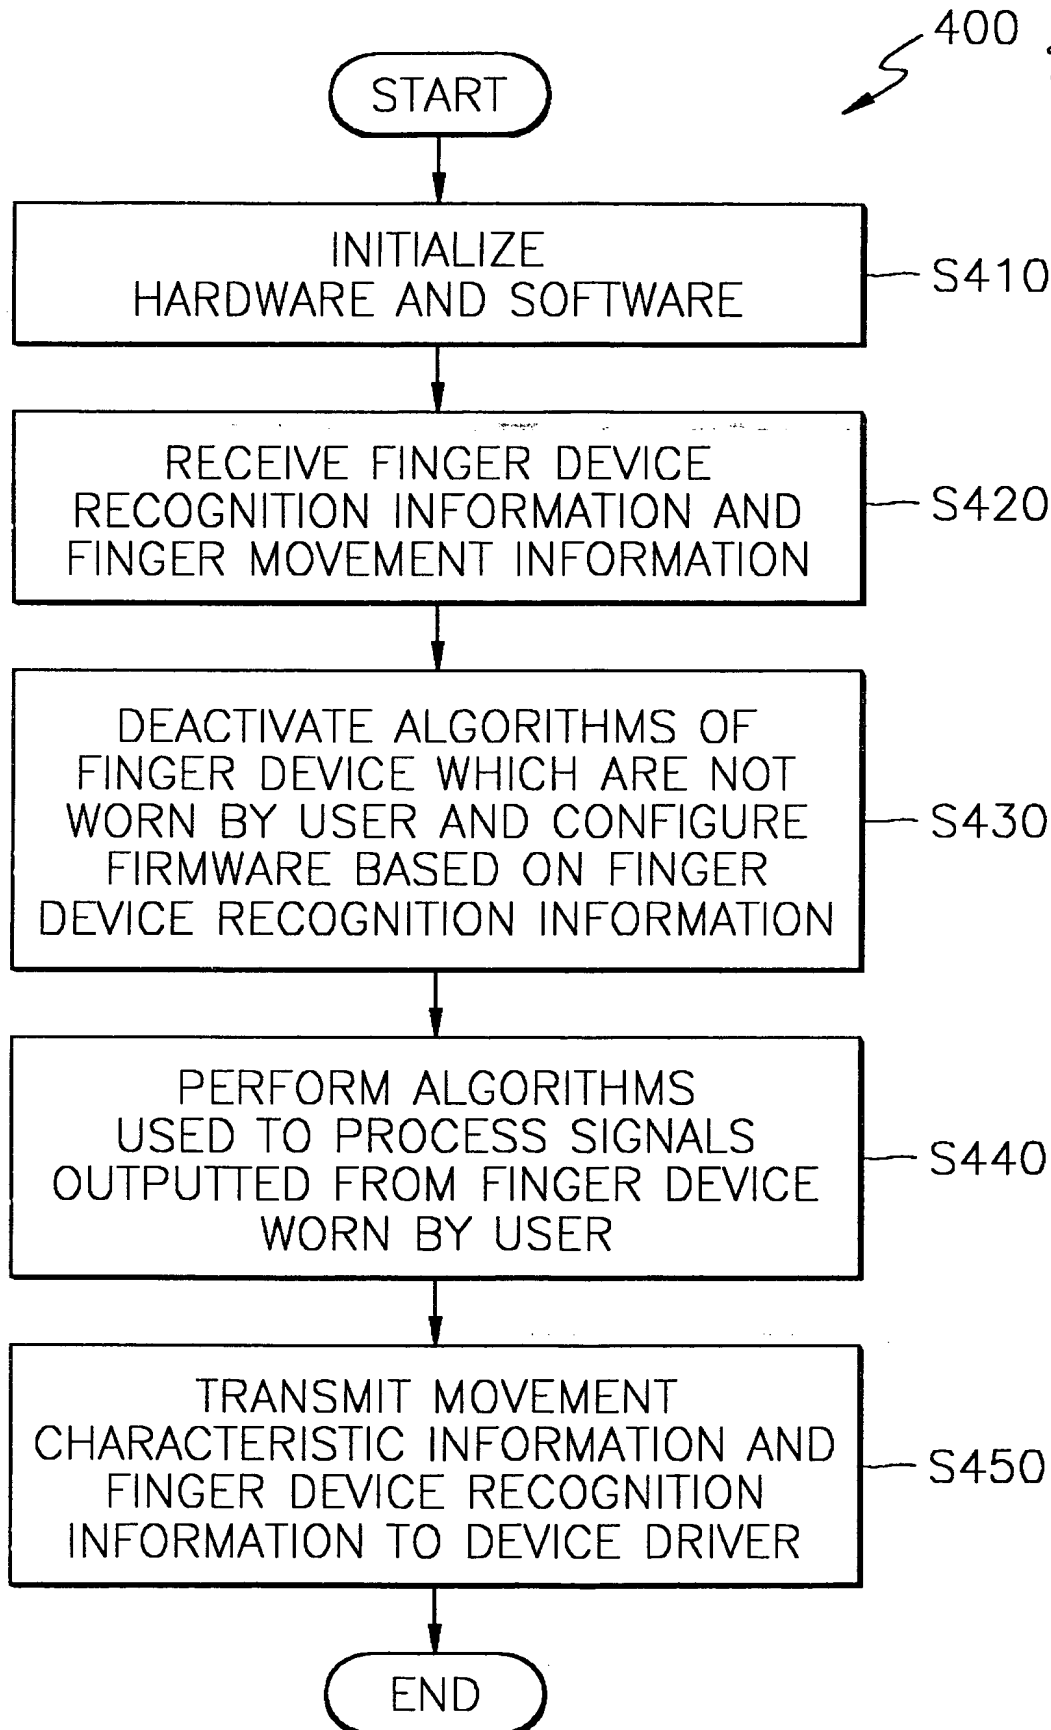 400
START
INITIALIZE
HARDWARE AND SOFTWARE
S410
RECEIVE FINGER DEVICE
RECOGNITION INFORMATION AND
FINGER MOVEMENT INFORMATION
S420
DEACTIVATE ALGORITHMS OF
FINGER DEVICE WHICH ARE NOT
WORN BY USER AND CONFIGURE
FIRMWARE BASED ON FINGER
DEVICE RECOGNITION INFORMATION
S430
PERFORM ALGORITHMS
USED TO PROCESS SIGNALS
OUTPUTTED FROM FINGER DEVICE
WORN BY USER
S440
TRANSMIT MOVEMENT
CHARACTERISTIC INFORMATION AND
FINGER DEVICE RECOGNITION
INFORMATION TO DEVICE DRIVER
S450
END